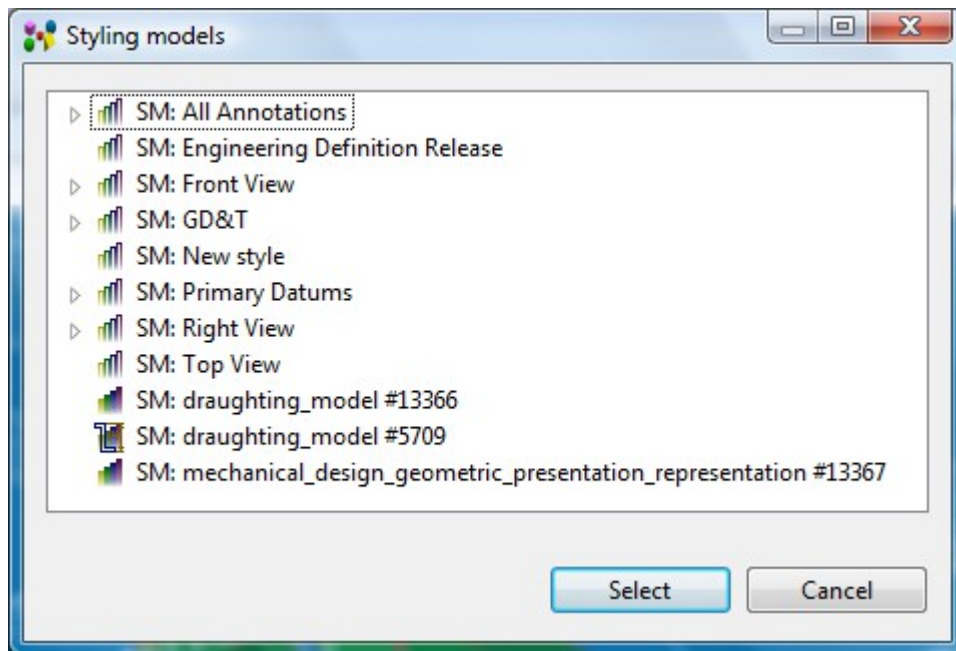 Styling models
SM: All Annotations
SM: Engineering Definition Release
SM: Front View
SM: GD&T
SM: New style
SM: Primary Datums
SM: Right View
SM: Top View
SM: draughting_model #13366
SM: draughting_model #5709
SM: mechanical_design_geometric_presentation_representation #13367
Select Cancel